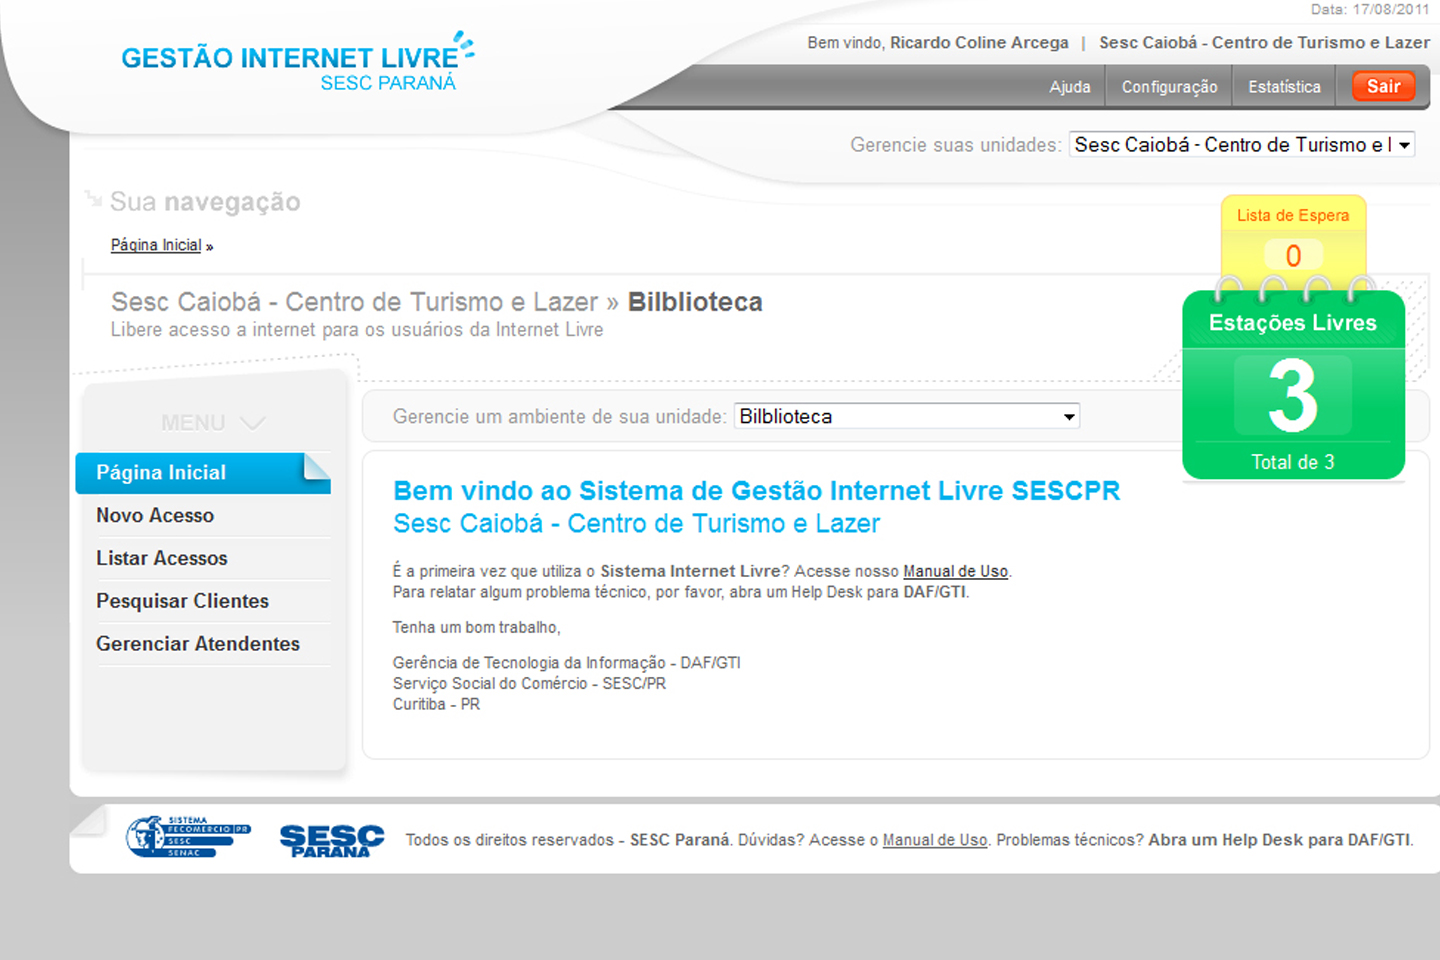 Data: 17/08/2011
GESTÃO INTERNET LIVRE
SESC PARANÁ
Bem vindo, Ricardo Coline Arcega | Sesc Caiobá - Centro de Turismo e Lazer
Ajuda Configuração Estatística Sair
Gerencie suas unidades: Sesc Caiobá - Centro de Turismo e l
Sua navegação
Página Inicial »
Lista de Espera
0
Sesc Caiobá - Centro de Turismo e Lazer » Bilblioteca
Libere acesso a internet para os usuários da Internet Livre
Estações Livres
3
Total de 3
MENU
Página Inicial
Novo Acesso
Listar Acessos
Pesquisar Clientes
Gerenciar Atendentes
Gerencie um ambiente de sua unidade: Bilblioteca
Bem vindo ao Sistema de Gestão Internet Livre SESCPR
Sesc Caiobá - Centro de Turismo e Lazer
É a primeira vez que utiliza o Sistema Internet Livre? Acesse nosso Manual de Uso.
Para relatar algum problema técnico, por favor, abra um Help Desk para DAF/GTI.
Tenha um bom trabalho,
Gerência de Tecnologia da Informação - DAF/GTI
Serviço Social do Comércio - SESC/PR
Curitiba - PR
SISTEMA
FECOMERCIO PR
SESC
SENAC
SESC
PARANÁ
Todos os direitos reservados - SESC Paraná. Dúvidas? Acesse o Manual de Uso. Problemas técnicos? Abra um Help Desk para DAF/GTI.